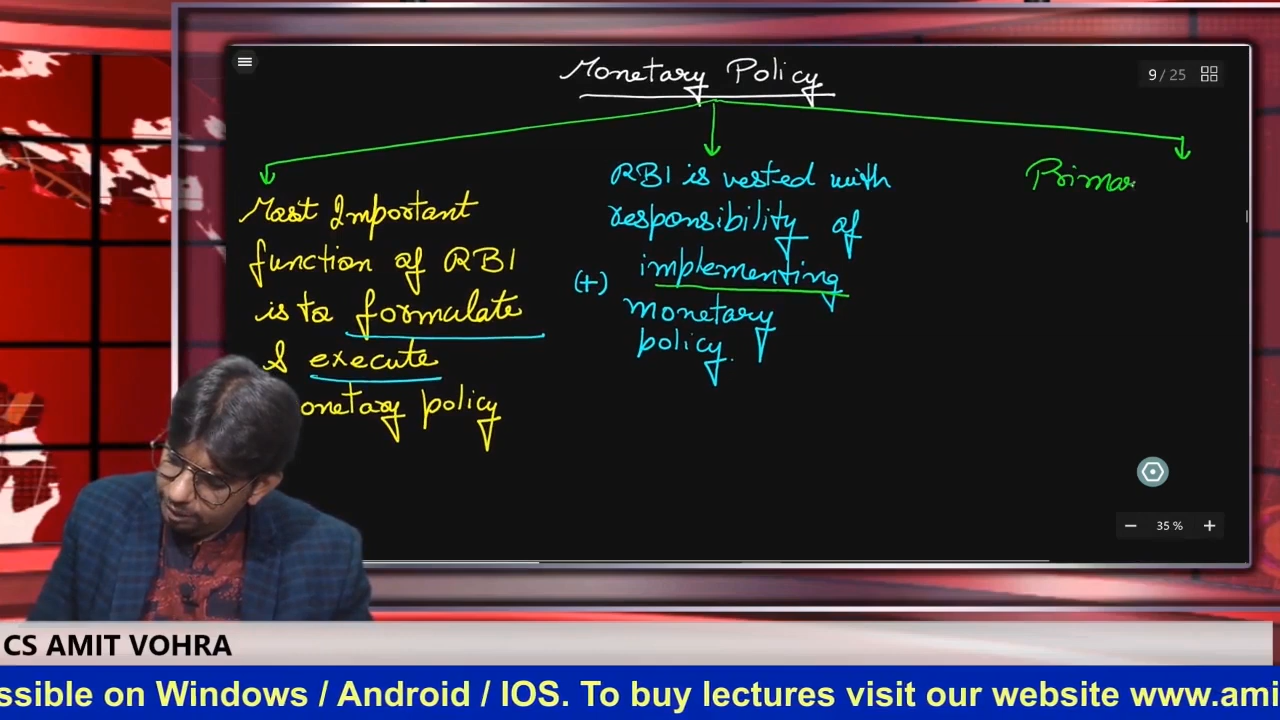 Monetary Policy
9 / 25
Most Important
function of RBI
is to formulate
& execute
onetary policy
RBI is vested with
responsibility of
(+) implementing
monetary
policy.
Primar
35 %
CS AMIT VOHRA
ssible on Windows / Android / IOS. To buy lectures visit our website www.ami